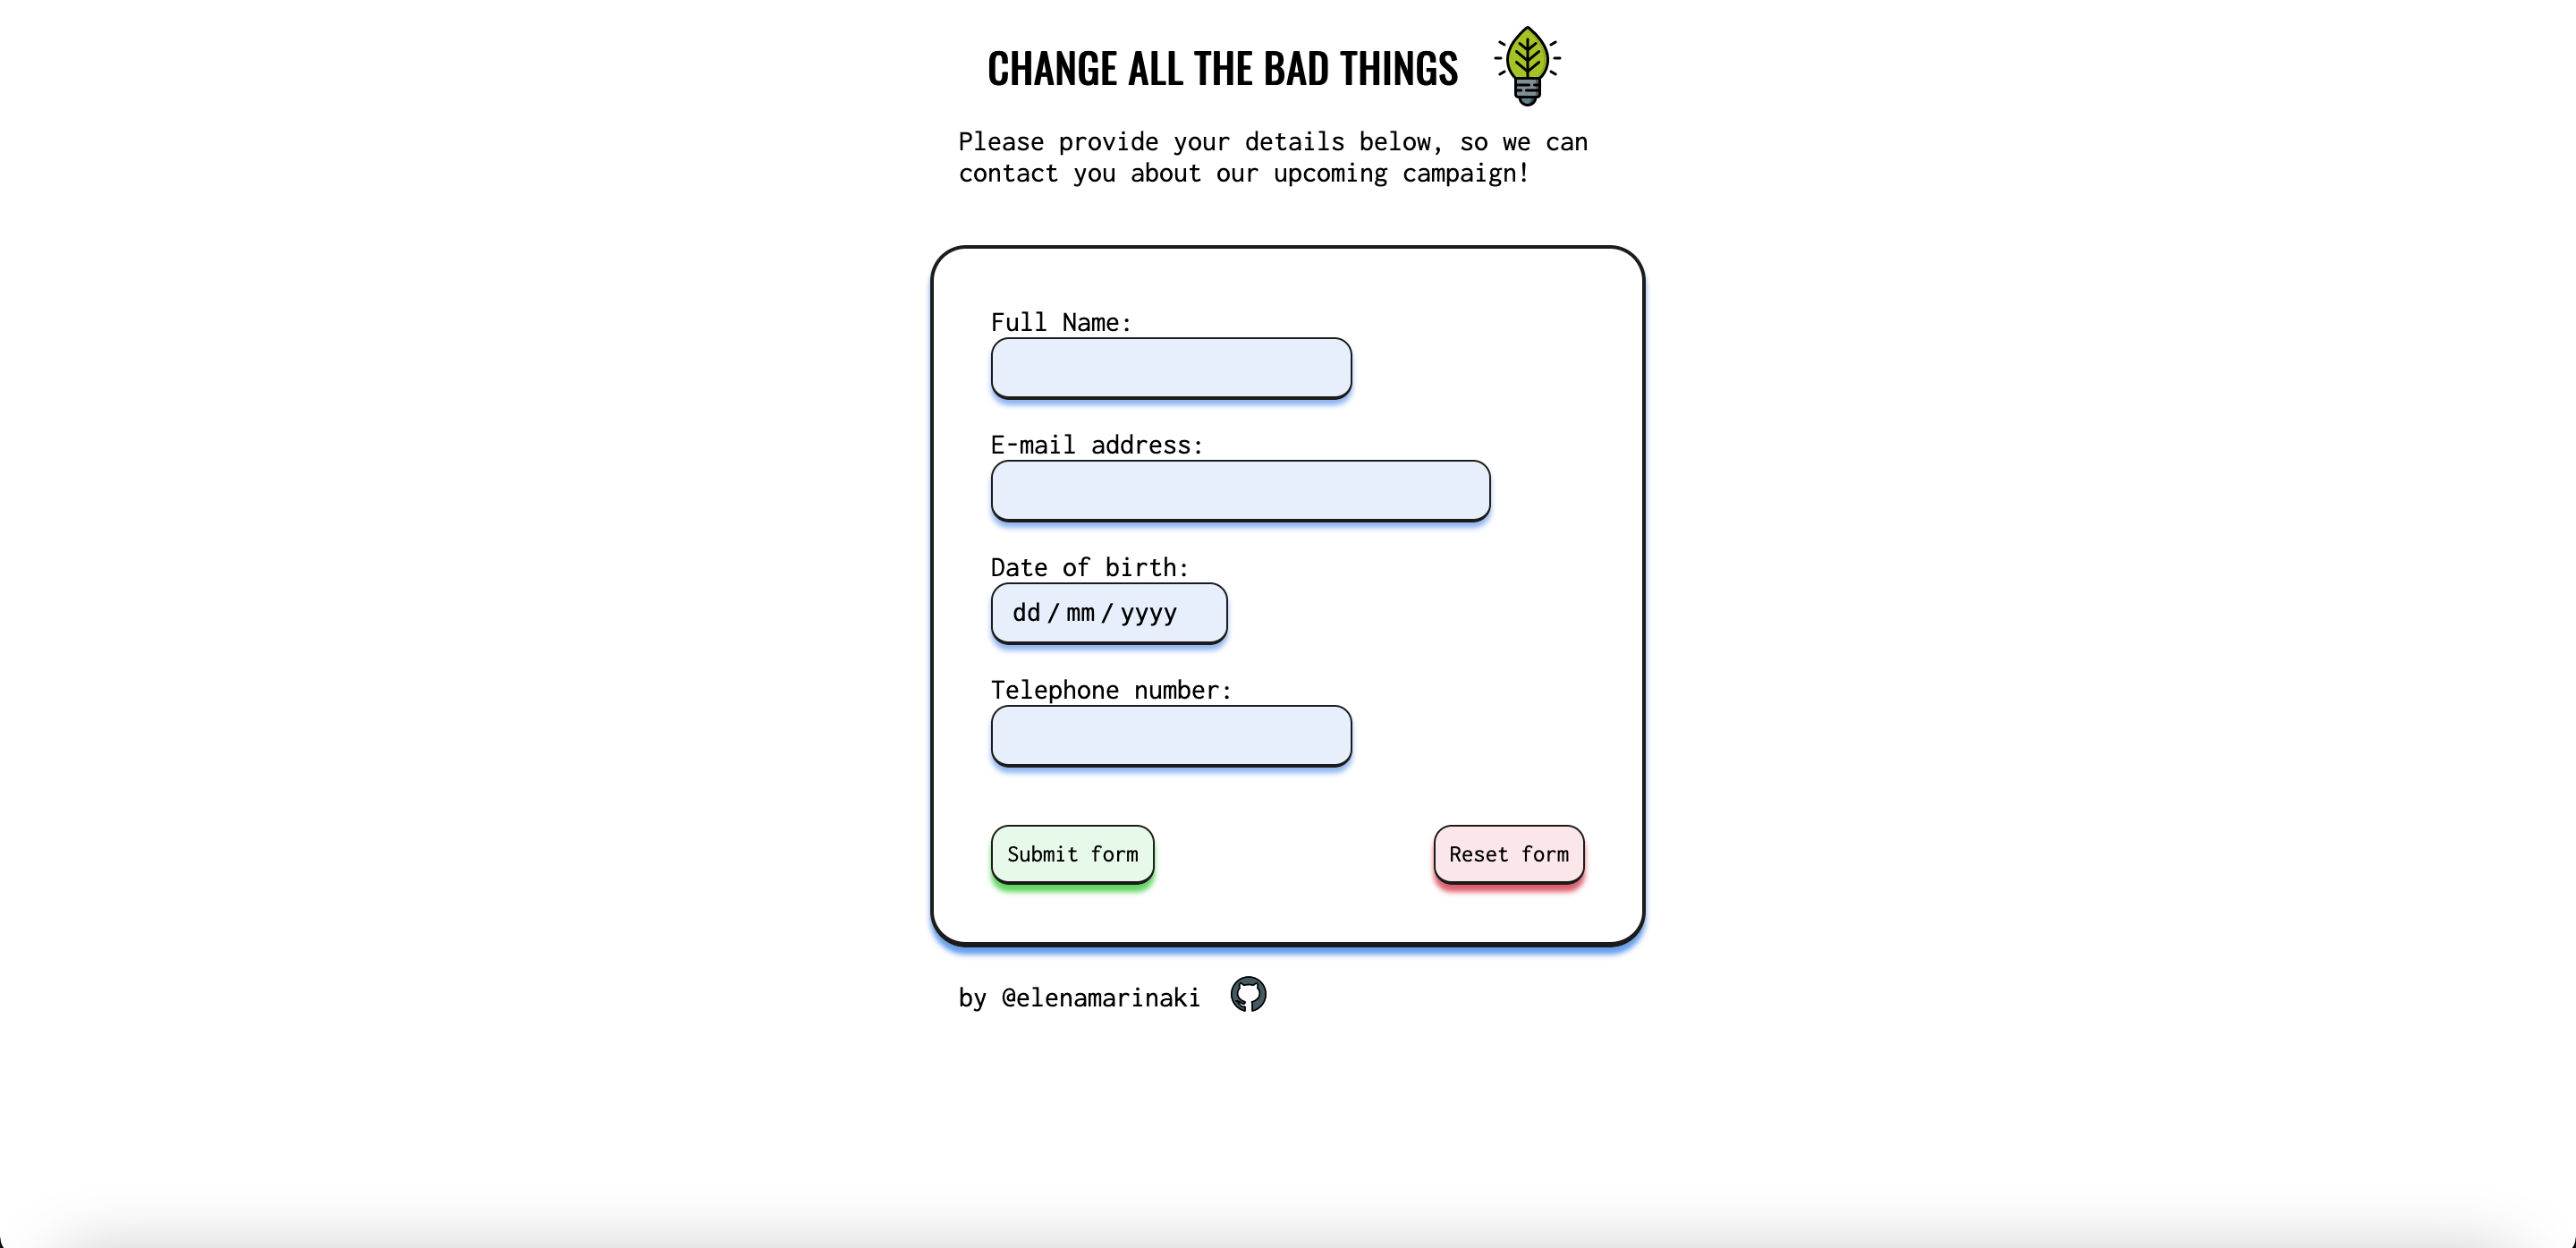 CHANGE ALL THE BAD THINGS
Please provide your details below, so we can
contact you about our upcoming campaign!
Full Name:
E-mail address:
Date of birth:
dd/mm/yyyy
Telephone number:
Submit form
Reset form
by @elenamarinaki